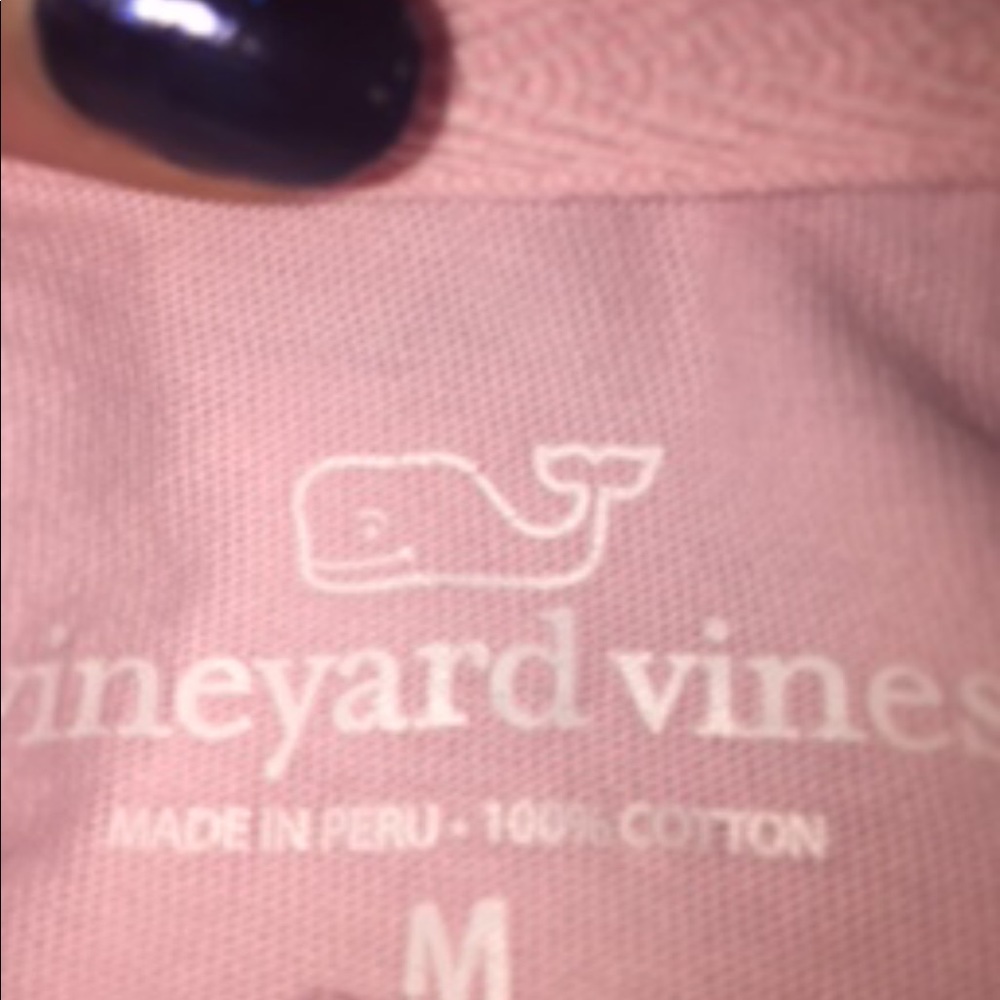 vineyard vines
MADE IN PERU • 100% COTTON
M